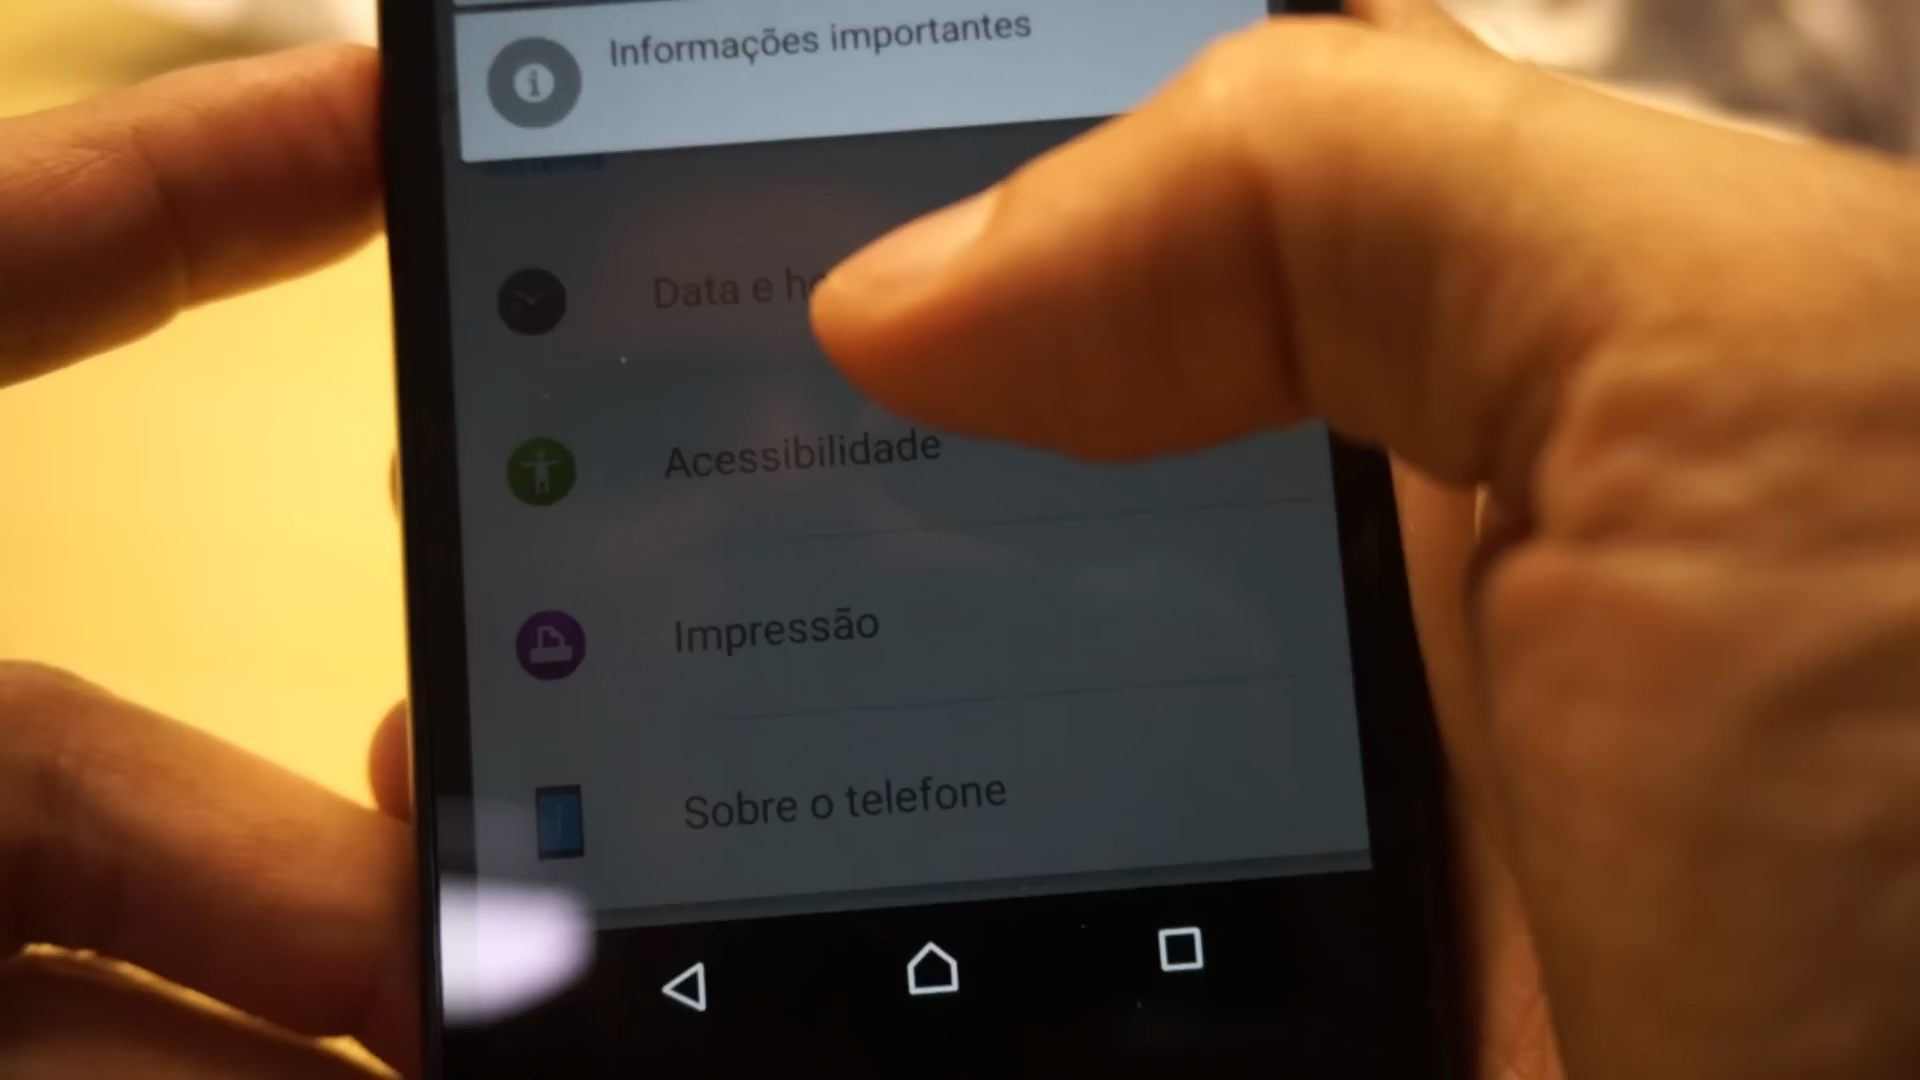 Informações importantes
Data e
Acessibilidade
Impressão
Sobre o telefone